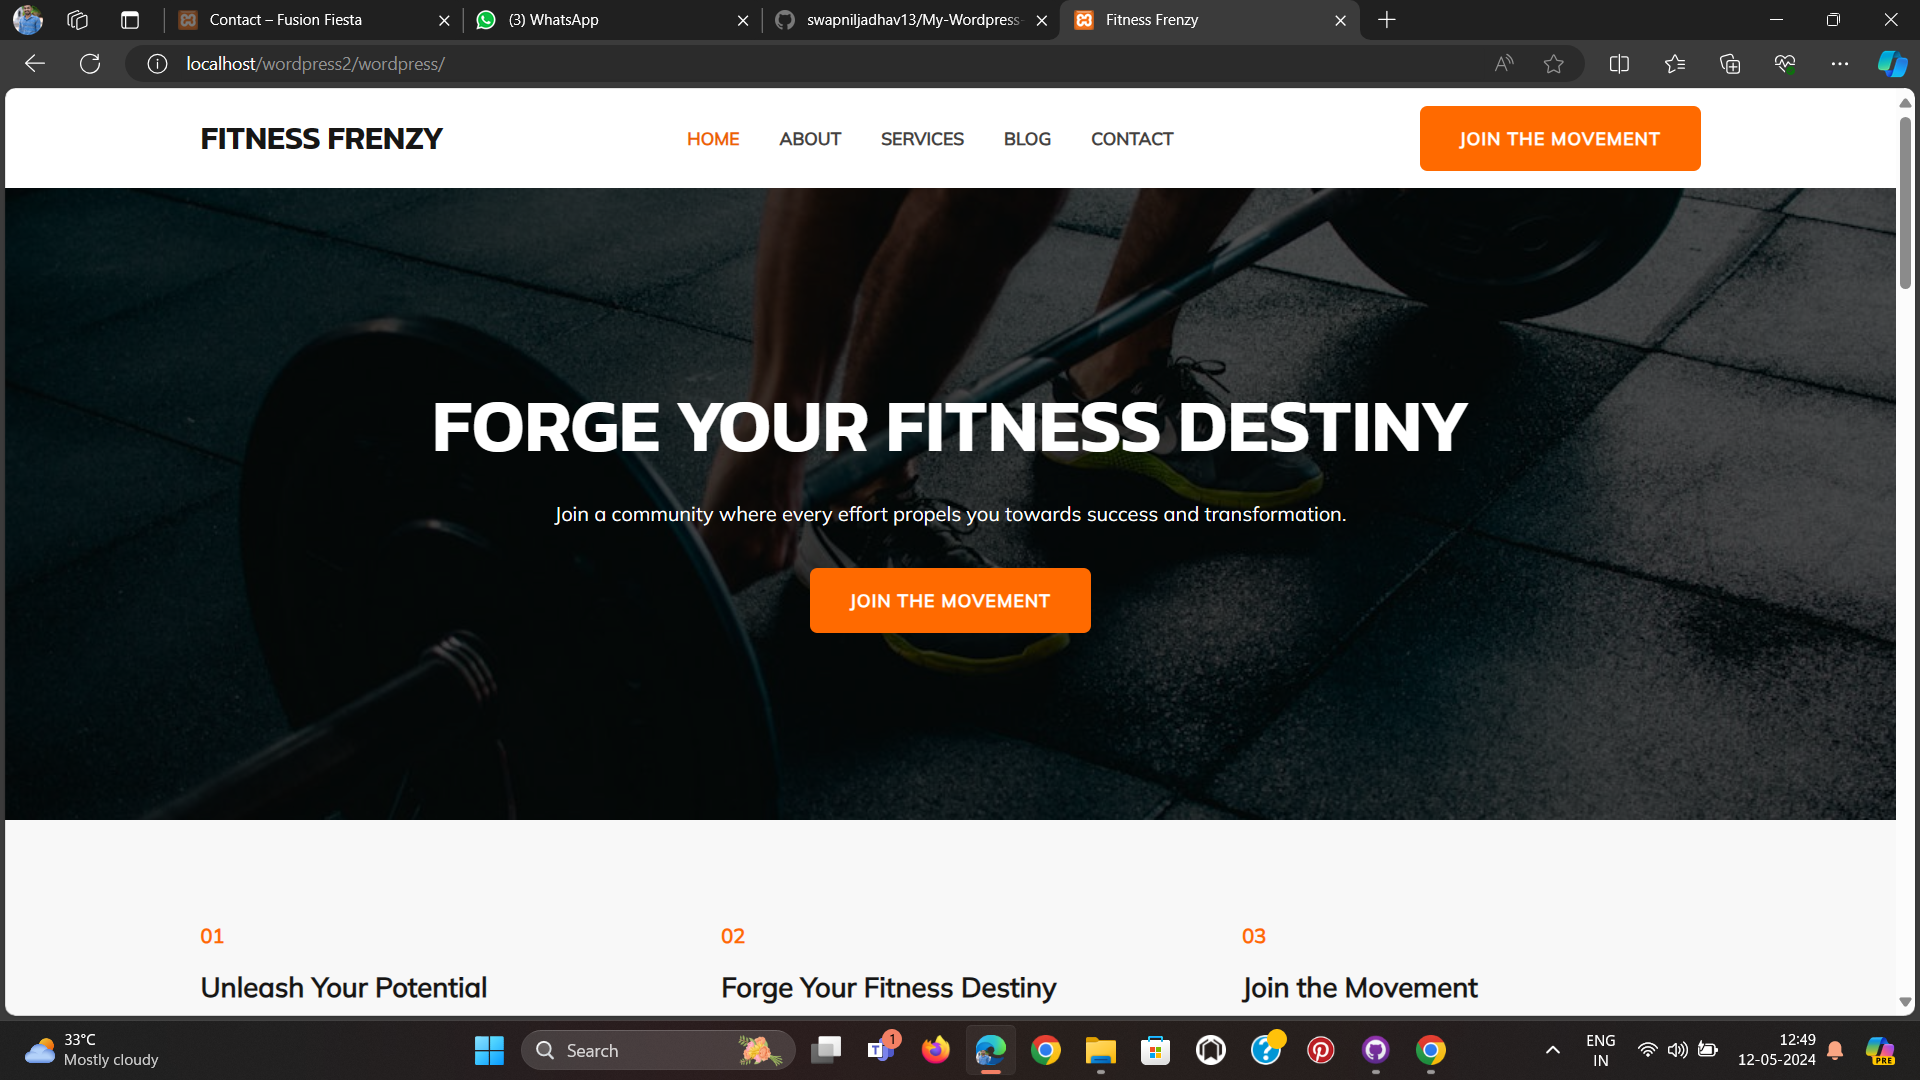 Contact – Fusion Fiesta
(3) WhatsApp
swapniljadhav13/My-Wordpress-
Fitness Frenzy
localhost/wordpress2/wordpress/
FITNESS FRENZY
HOME ABOUT SERVICES BLOG CONTACT
JOIN THE MOVEMENT
FORGE YOUR FITNESS DESTINY
Join a community where every effort propels you towards success and transformation.
JOIN THE MOVEMENT
01
Unleash Your Potential
02
Forge Your Fitness Destiny
03
Join the Movement
33°C
Mostly cloudy
Search
1
ENG
IN
12:49
12-05-2024
PRE